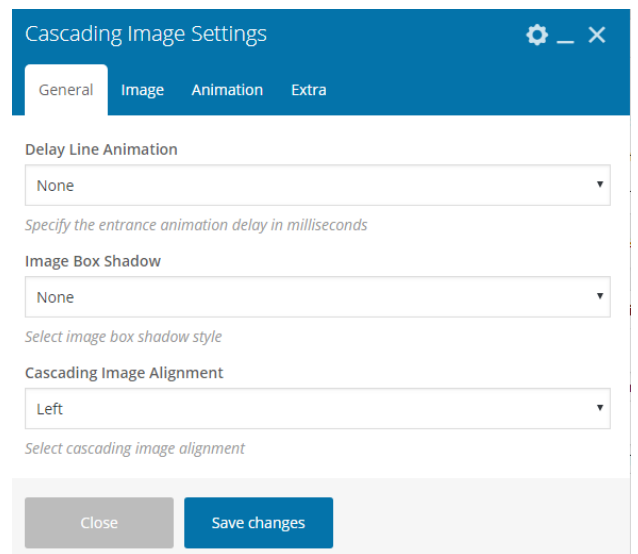 Cascading Image Settings
General Image Animation Extra
Delay Line Animation
None
Specify the entrance animation delay in milliseconds
Image Box Shadow
None
Select image box shadow style
Cascading Image Alignment
Left
Select cascading image alignment
Close Save changes